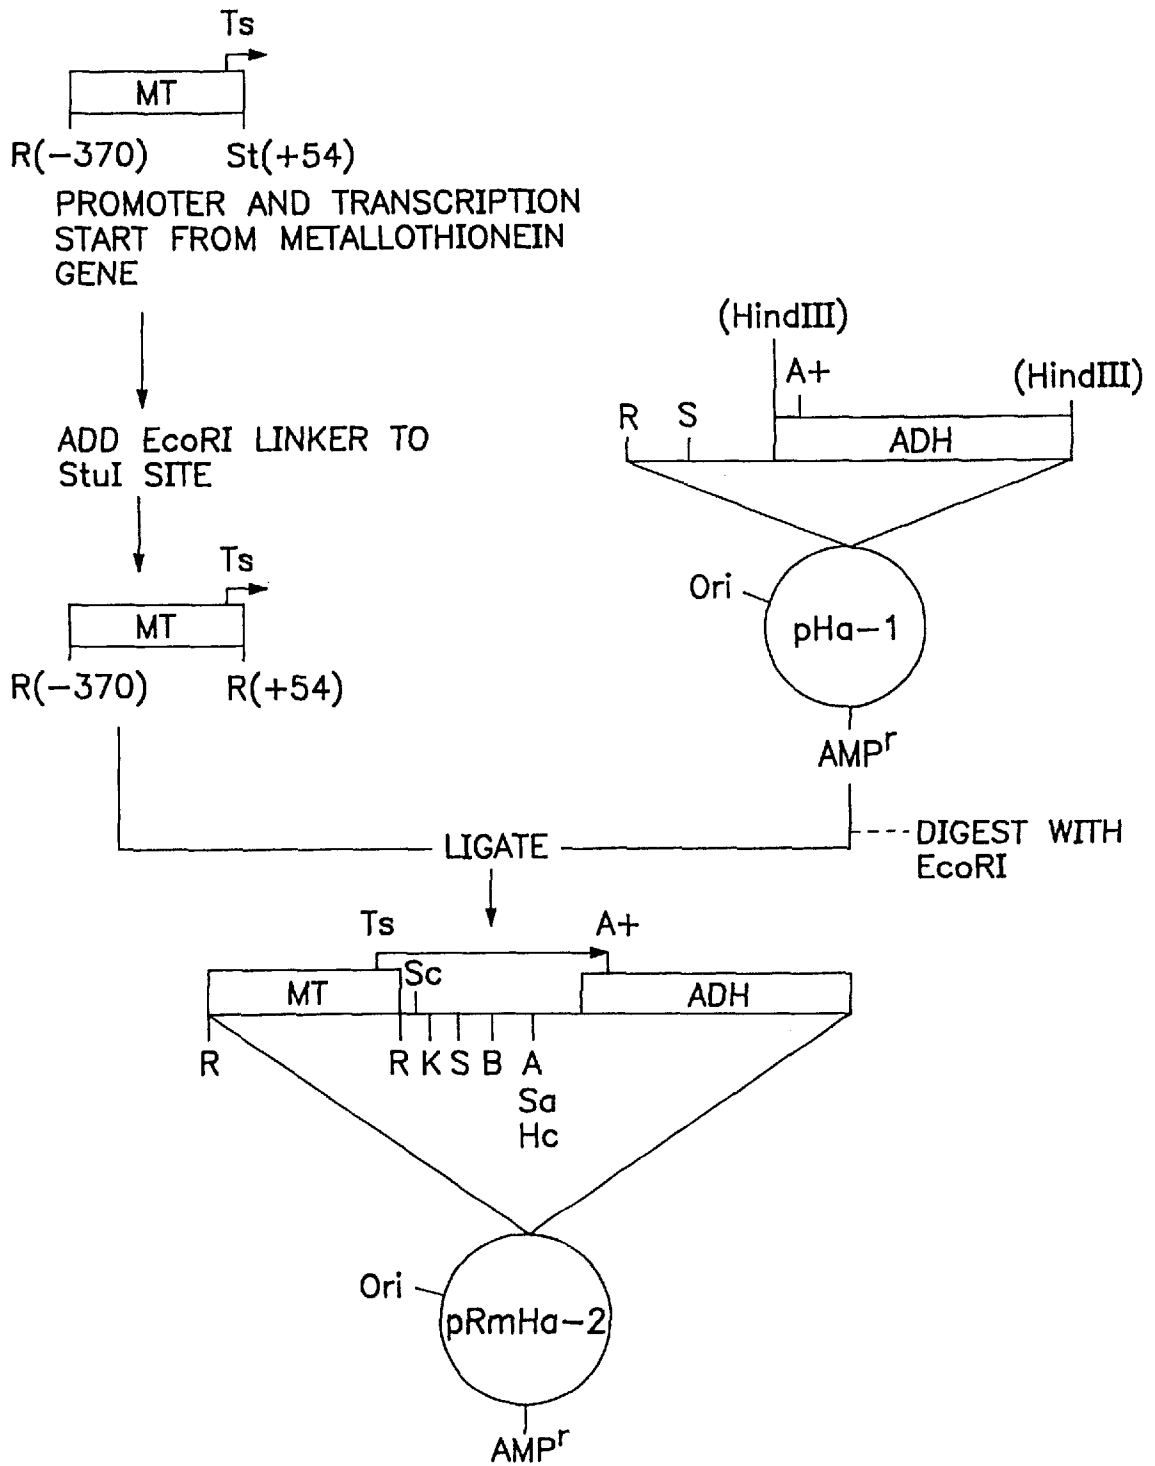 Ts
MT
R(-370) St(+54)
PROMOTER AND TRANSCRIPTION
START FROM METALLOTHIONEIN
GENE
ADD EcoRI LINKER TO
StuI SITE
Ts
MT
R(-370) R(+54)
(HindIII)
A+
(HindIII)
R S
ADH
Ori
pHa-1
AMPr
LIGATE
DIGEST WITH
EcoRI
Ts A+
Sc
MT ADH
R R K S B A
Sa
Hc
Ori
pRmHa-2
AMPr